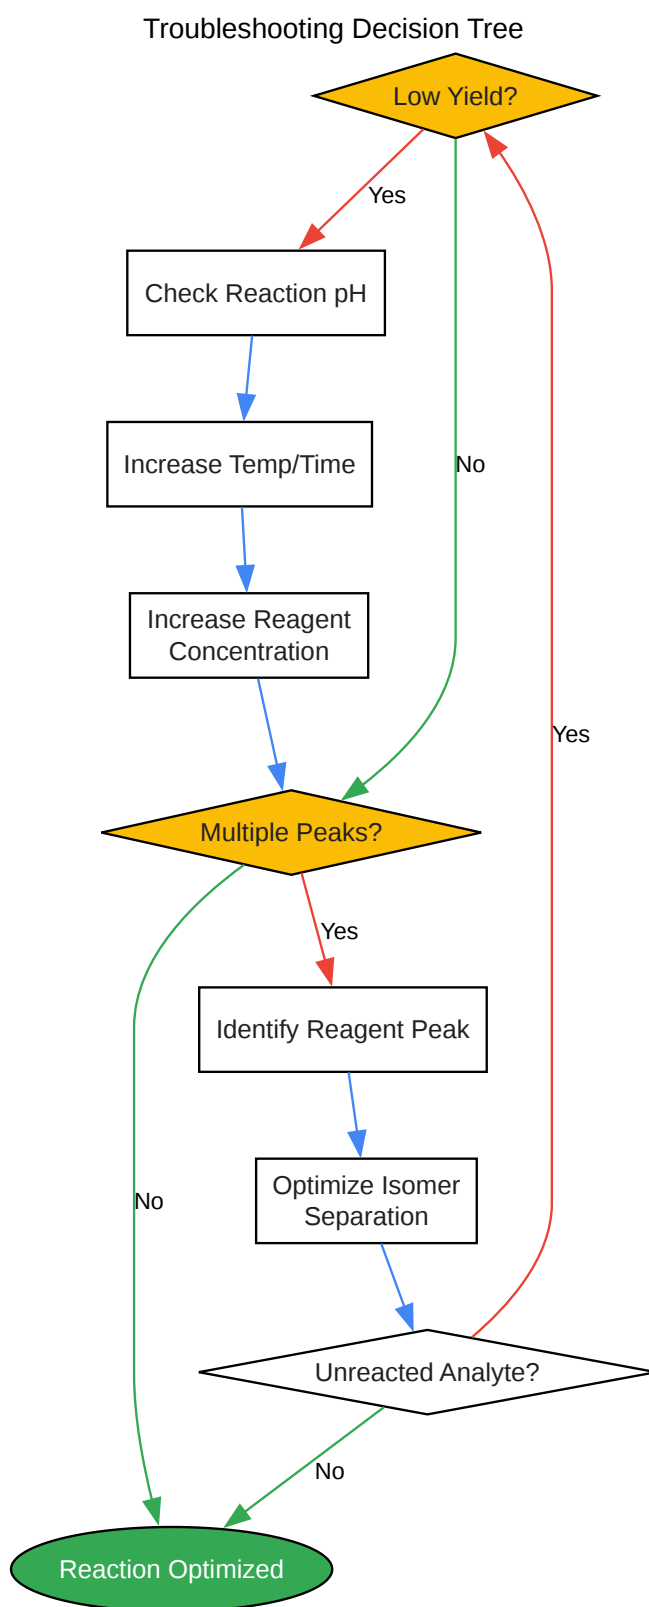 Troubleshooting Decision Tree
Low Yield?
Yes
Check Reaction pH
Increase Temp/Time
No
Increase Reagent
Concentration
Yes
Multiple Peaks?
Yes
Identify Reagent Peak
Optimize Isomer
Separation
No
Unreacted Analyte?
No
Reaction Optimized